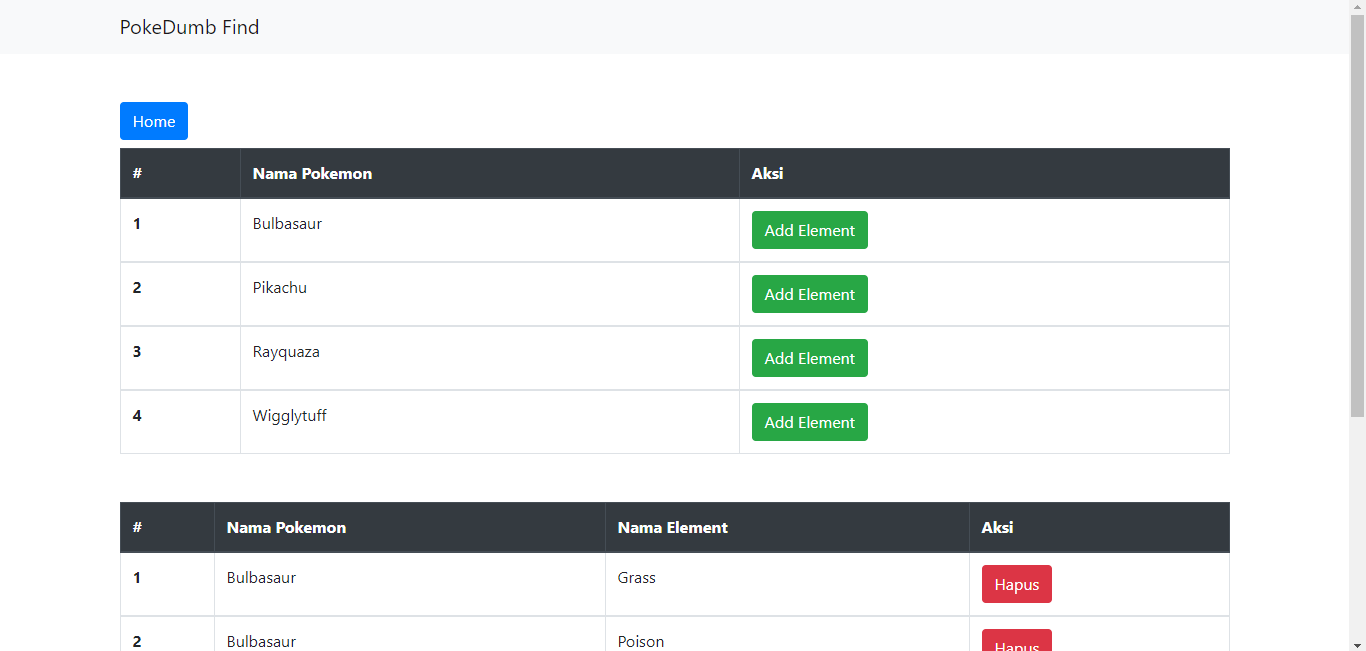 PokeDumb Find
Home
# Nama Pokemon Aksi
1 Bulbasaur Add Element
2 Pikachu Add Element
3 Rayquaza Add Element
4 Wigglytuff Add Element
# Nama Pokemon Nama Element Aksi
1 Bulbasaur Grass Hapus
2 Bulbasaur Poison Hapus